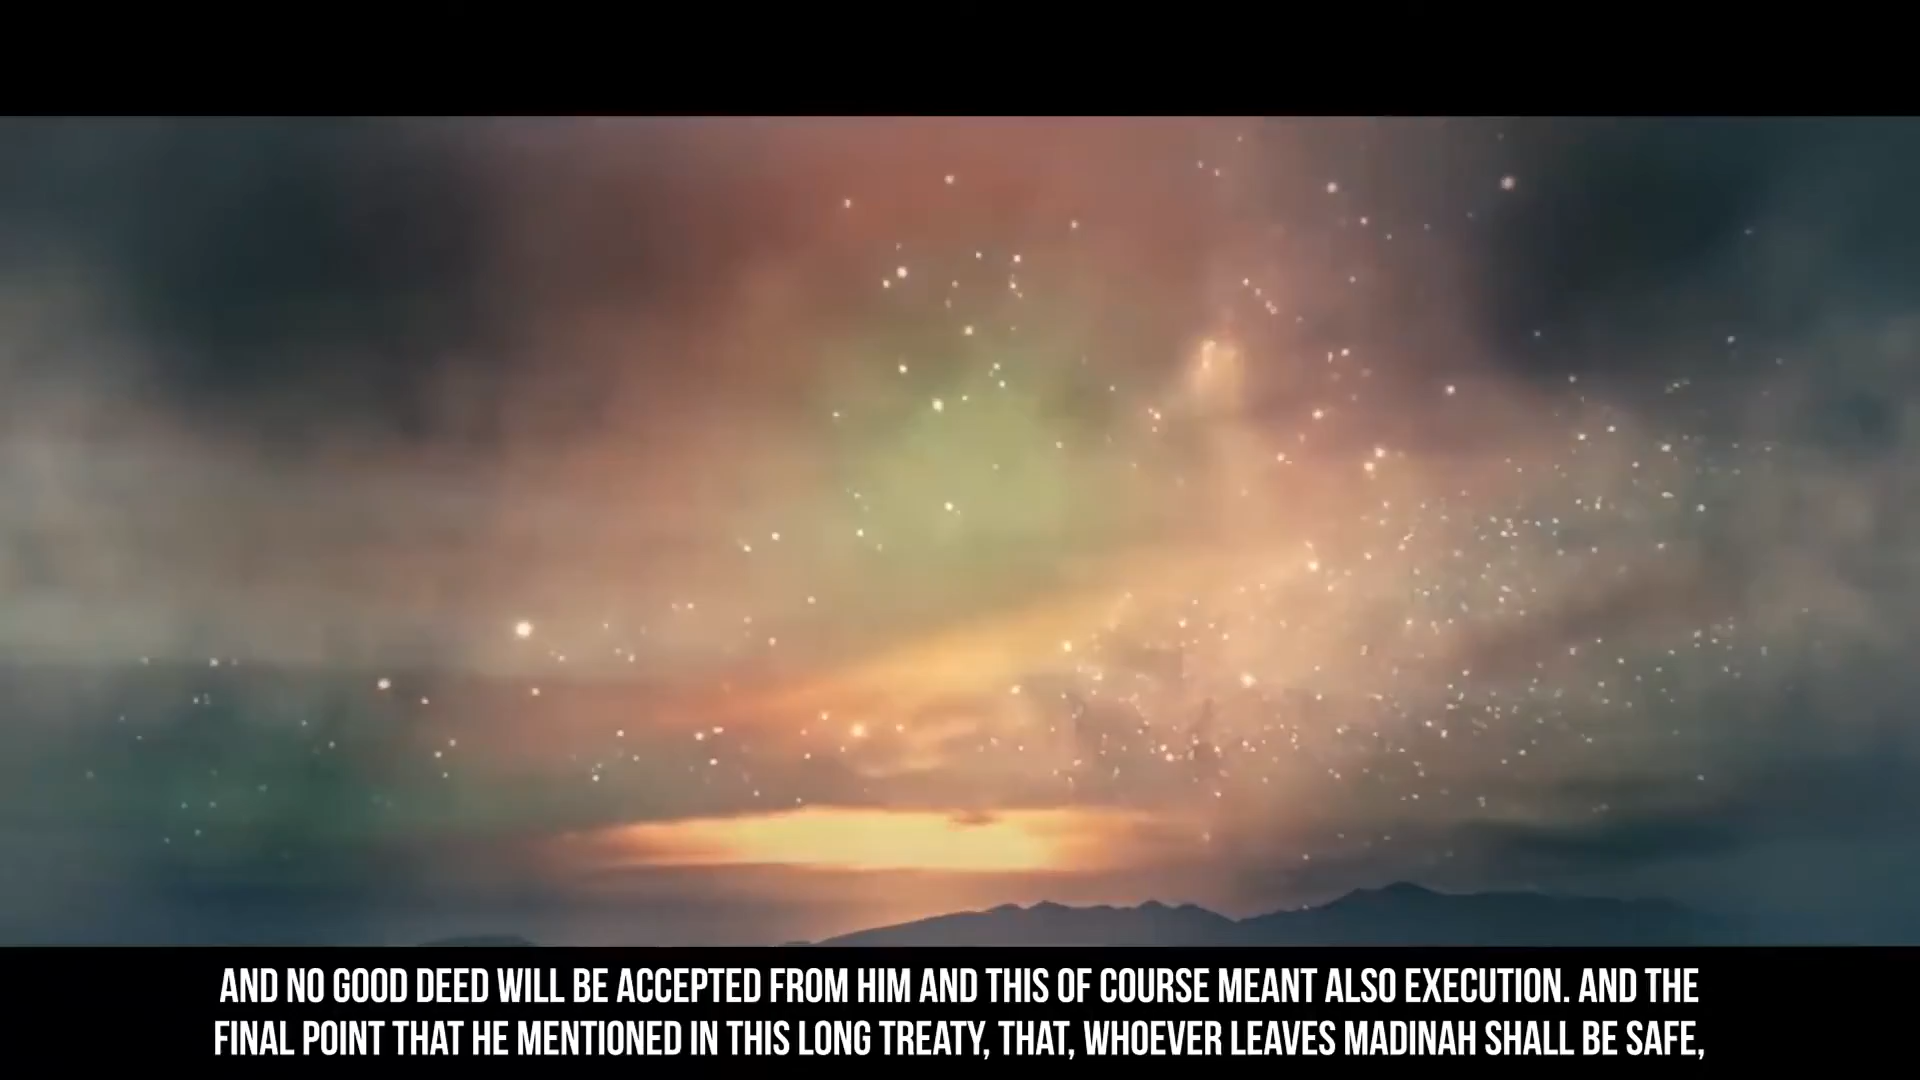 AND NO GOOD DEED WILL BE ACCEPTED FROM HIM AND THIS OF COURSE MEANT ALSO EXECUTION. AND THE
FINAL POINT THAT HE MENTIONED IN THIS LONG TREATY, THAT, WHOEVER LEAVES MADINAH SHALL BE SAFE,